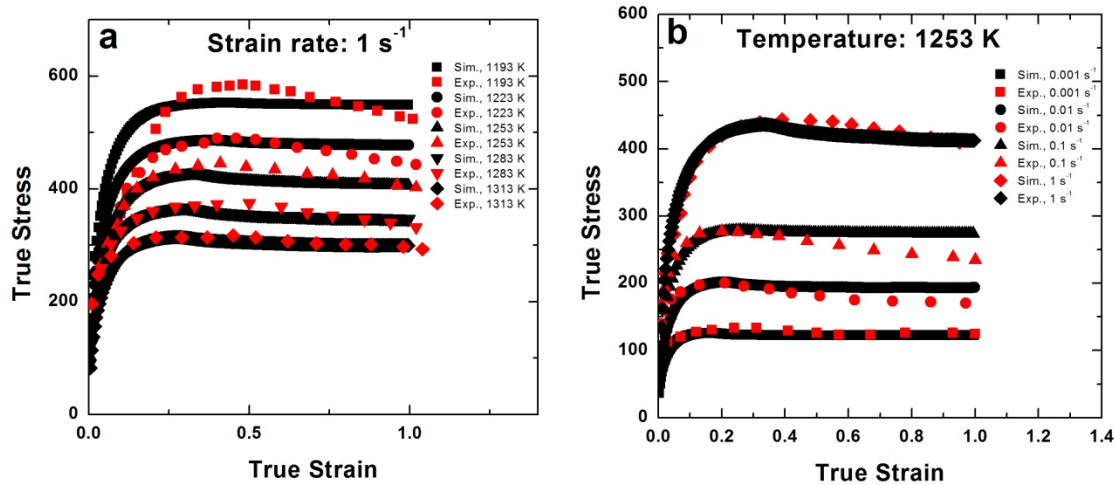 a
Strain rate: 1 s⁻¹
Sim., 1193 K
Exp., 1193 K
Sim., 1223 K
Exp., 1223 K
Sim., 1253 K
Exp., 1253 K
Sim., 1283 K
Exp., 1283 K
Sim., 1313 K
Exp., 1313 K
True Stress
600
400
200
0
0.0 0.5 1.0
True Strain
b
Temperature: 1253 K
Sim., 0.001 s⁻¹
Exp., 0.001 s⁻¹
Sim., 0.01 s⁻¹
Exp., 0.01 s⁻¹
Sim., 0.1 s⁻¹
Exp., 0.1 s⁻¹
Sim., 1 s⁻¹
Exp., 1 s⁻¹
True Stress
600
500
400
300
200
100
0
0.0 0.2 0.4 0.6 0.8 1.0 1.2 1.4
True Strain